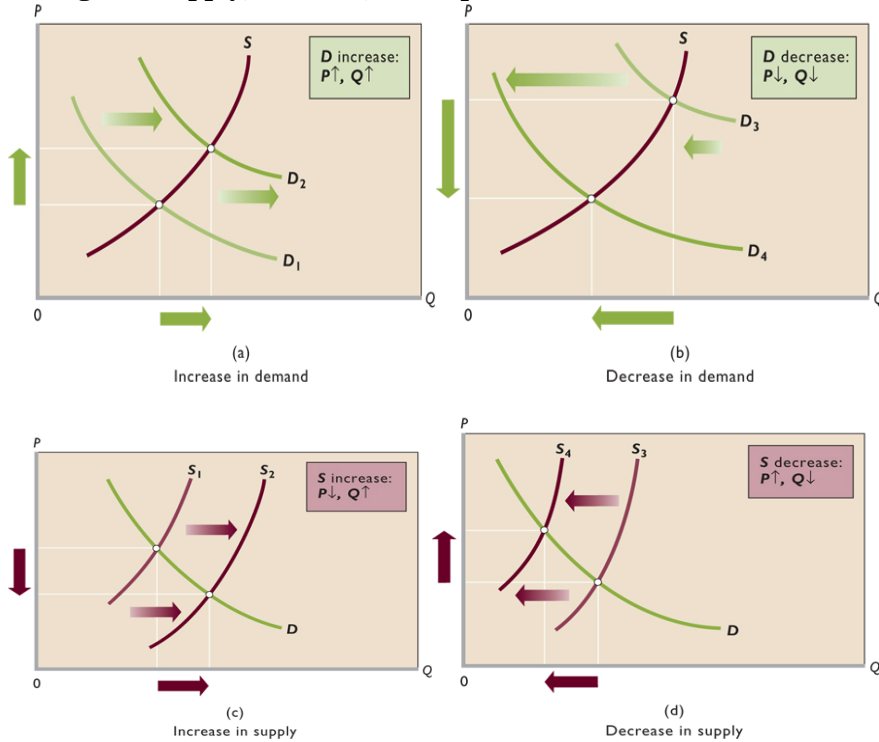 P
S
D increase:
P↑, Q↑
D2
D1
0
Q
(a)
Increase in demand
P
S
D decrease:
P↓, Q↓
D3
D4
0
Q
(b)
Decrease in demand
P
S1
S2
S increase:
P↓, Q↑
D
0
Q
(c)
Increase in supply
P
S4
S3
S decrease:
P↑, Q↓
D
0
Q
(d)
Decrease in supply